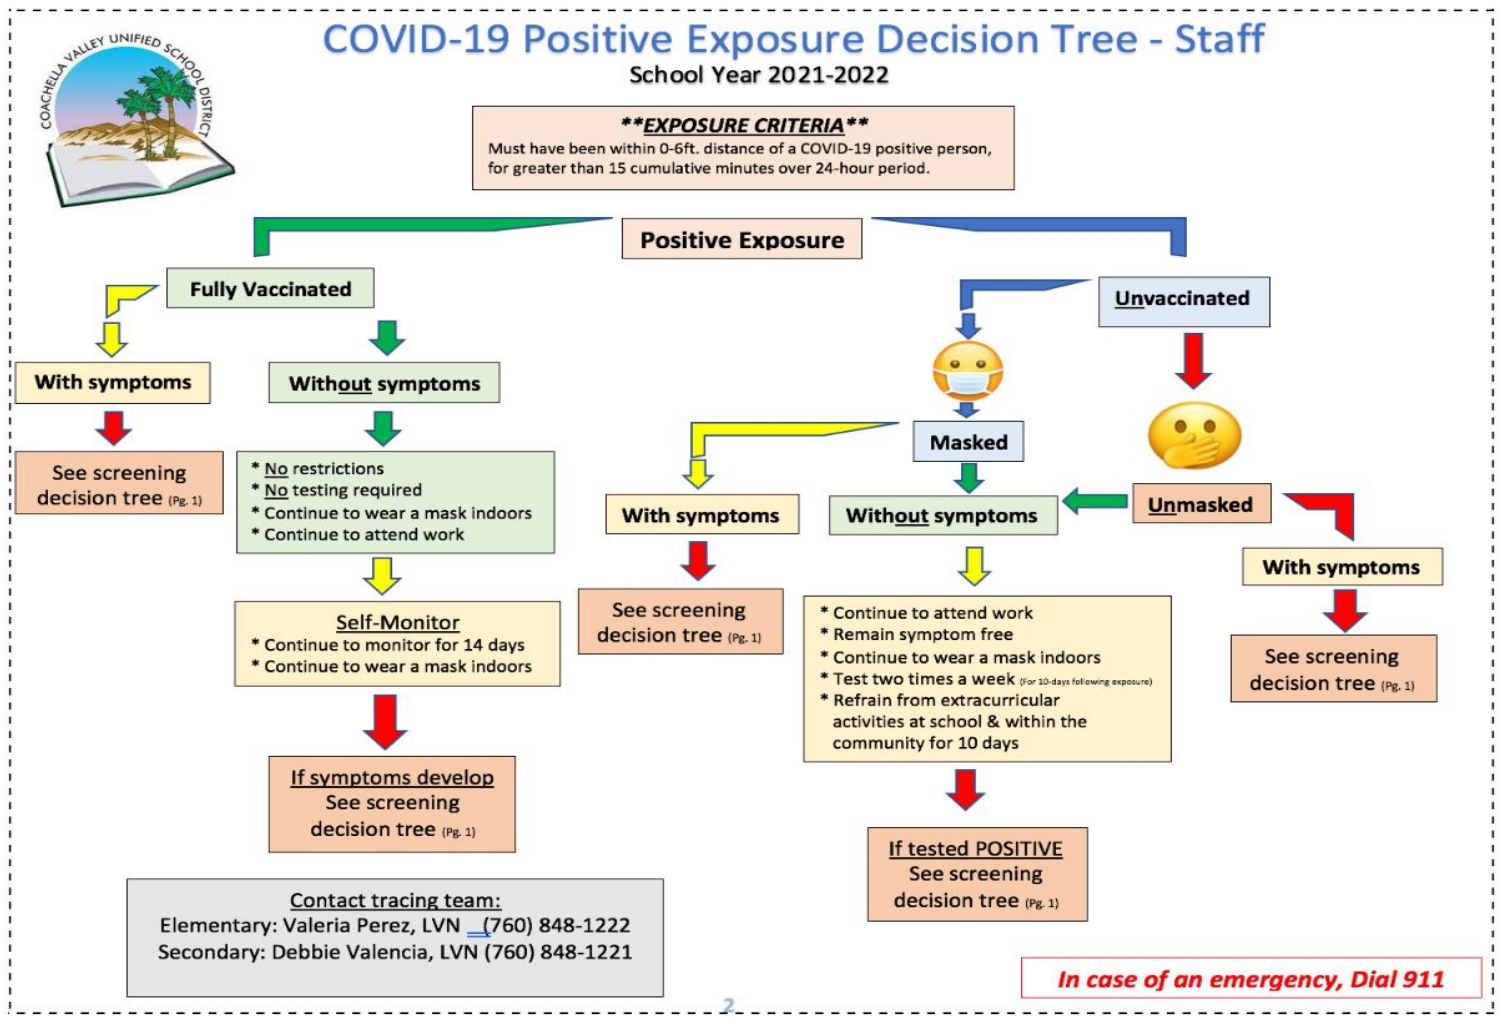 COACHELLA VALLEY UNIFIED SCHOOL DISTRICT
COVID-19 Positive Exposure Decision Tree - Staff
School Year 2021-2022
**EXPOSURE CRITERIA**
Must have been within 0-6ft. distance of a COVID-19 positive person,
for greater than 15 cumulative minutes over 24-hour period.
Positive Exposure
Fully Vaccinated
With symptoms
See screening
decision tree (Pg. 1)
Without symptoms
* No restrictions
* No testing required
* Continue to wear a mask indoors
* Continue to attend work
Self-Monitor
* Continue to monitor for 14 days
* Continue to wear a mask indoors
If symptoms develop
See screening
decision tree (Pg. 1)
Unvaccinated
Masked
With symptoms
See screening
decision tree (Pg. 1)
Without symptoms
* Continue to attend work
* Remain symptom free
* Continue to wear a mask indoors
* Test two times a week (For 10-days following exposure)
* Refrain from extracurricular
activities at school & within the
community for 10 days
If tested POSITIVE
See screening
decision tree (Pg. 1)
Unmasked
With symptoms
See screening
decision tree (Pg. 1)
Contact tracing team:
Elementary: Valeria Perez, LVN (760) 848-1222
Secondary: Debbie Valencia, LVN (760) 848-1221
In case of an emergency, Dial 911
2